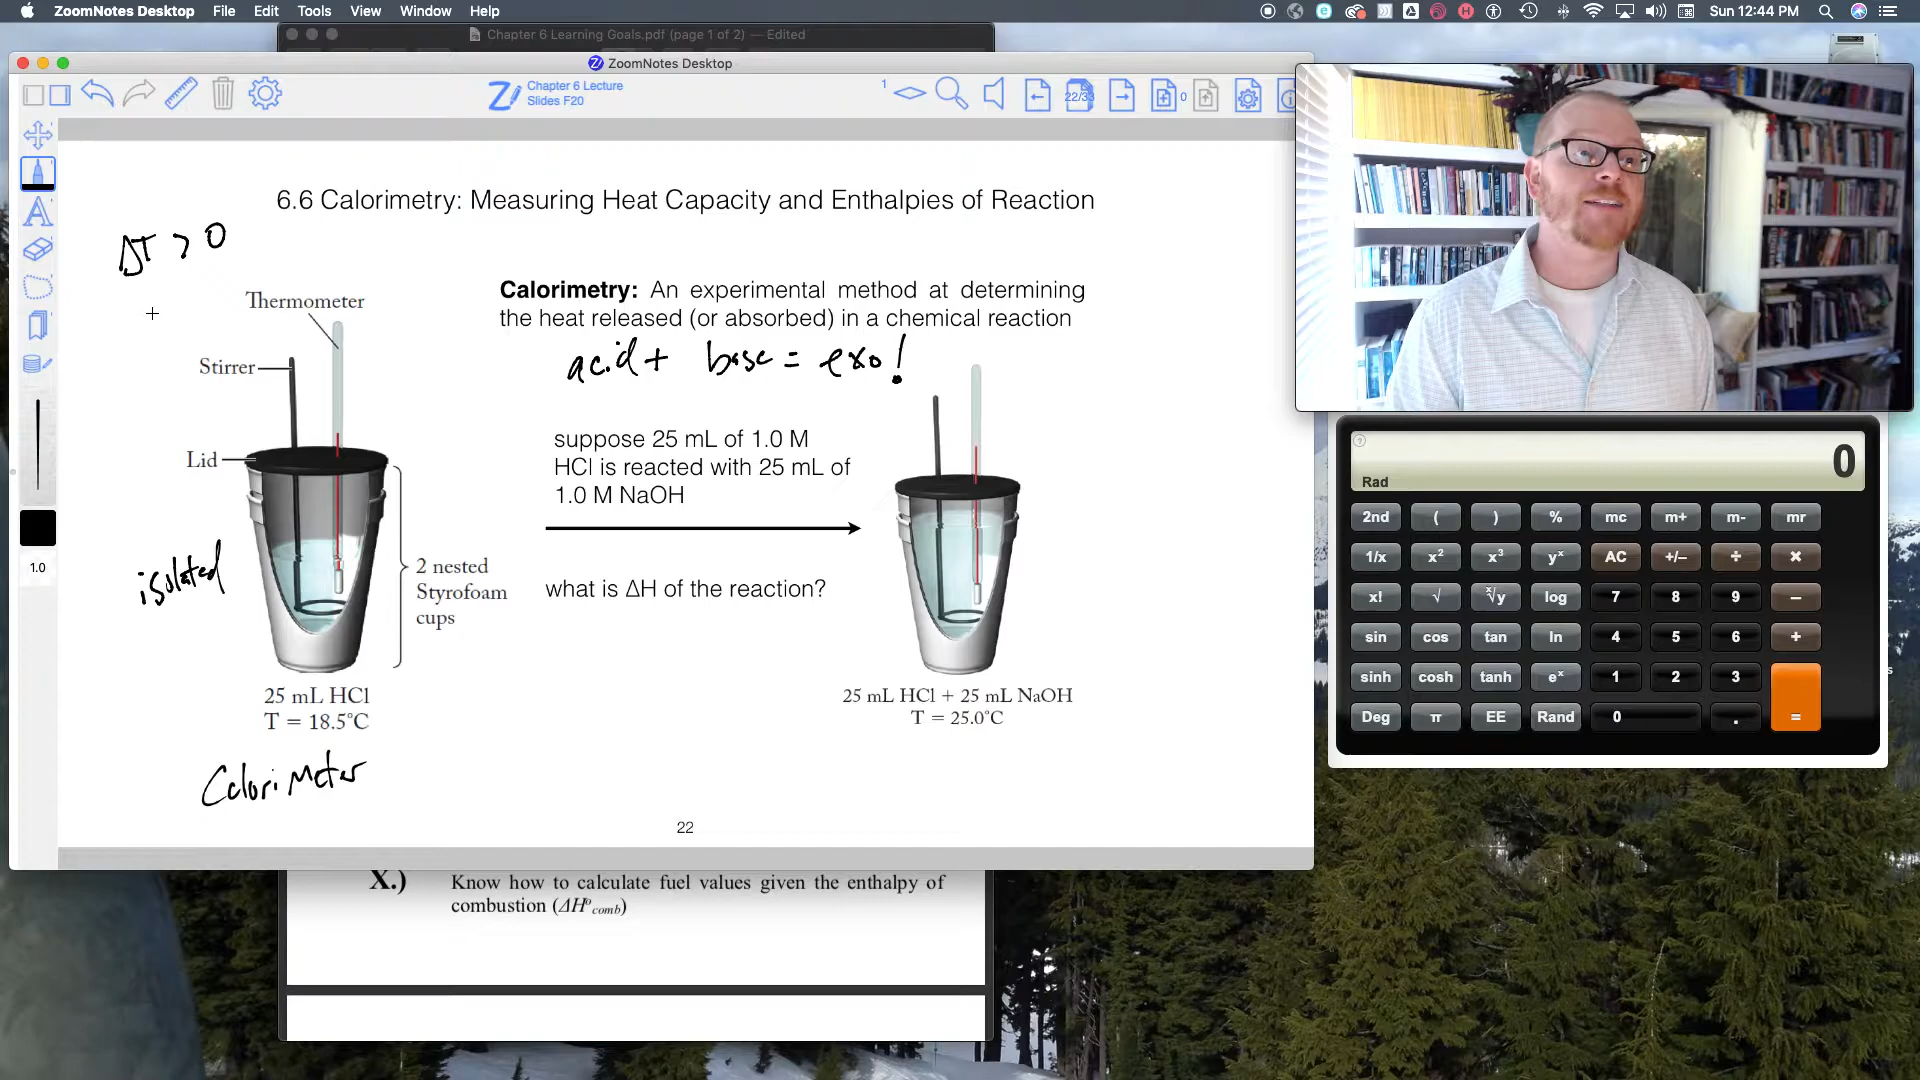 ZoomNotes Desktop File Edit Tools View Window Help
Sun 12:44 PM
Chapter 6 Learning Goals.pdf (page 1 of 2) — Edited
ZoomNotes Desktop
Chapter 6 Lecture
Slides F20
1
22/33
0
6.6 Calorimetry: Measuring Heat Capacity and Enthalpies of Reaction
ΔT > 0
Thermometer
Stirrer
Lid
Calorimetry: An experimental method at determining
the heat released (or absorbed) in a chemical reaction
acid + base = exo!
suppose 25 mL of 1.0 M
HCl is reacted with 25 mL of
1.0 M NaOH
what is ΔH of the reaction?
isolated
2 nested
Styrofoam
cups
25 mL HCl
T = 18.5°C
25 mL HCl + 25 mL NaOH
T = 25.0°C
Calorimeter
22
1.0
X.) Know how to calculate fuel values given the enthalpy of
combustion (ΔH°comb)
?
0
Rad
2nd ( ) % mc m+ m- mr
1/x x² x³ yˣ AC +/− ÷ ×
x! √ ˣ√y log 7 8 9 −
sin cos tan ln 4 5 6 +
sinh cosh tanh eˣ 1 2 3
Deg π EE Rand 0 . =